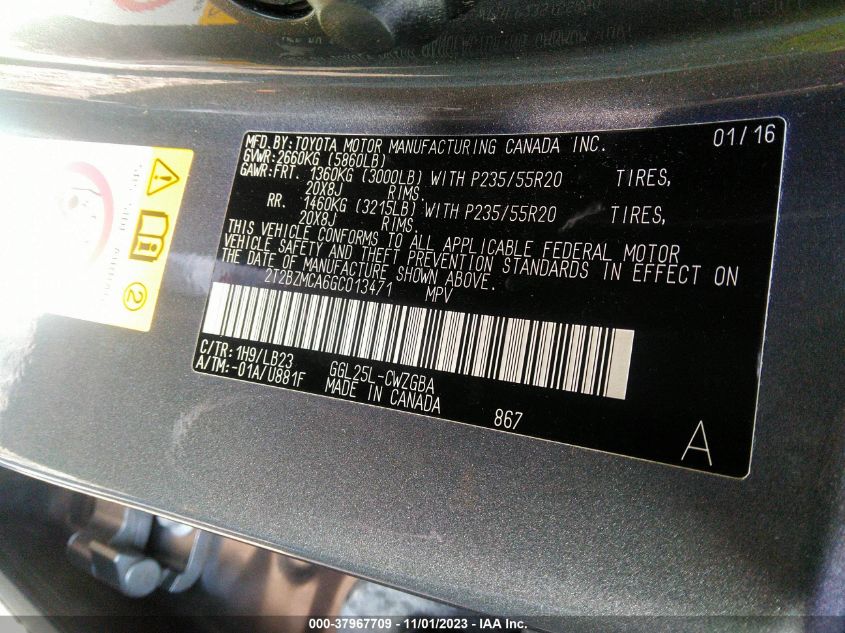 MFD. BY: TOYOTA MOTOR MANUFACTURING CANADA INC. 01/16
GVWR: 2660KG (5860LB)
GAWR: FRT. 1360KG (3000LB) WITH P235/55R20 TIRES,
20X8J RIMS.
RR. 1460KG (3215LB) WITH P235/55R20 TIRES,
20X8J RIMS.
THIS VEHICLE CONFORMS TO ALL APPLICABLE FEDERAL MOTOR
VEHICLE SAFETY AND THEFT PREVENTION STANDARDS IN EFFECT ON
THE DATE OF MANUFACTURE SHOWN ABOVE.
2T2BZMCA6GC013471 MPV
C/TR: 1H9/LB23
A/TM: -01A/U881F
GGL25L-CWZGBA
MADE IN CANADA
867
A
2
000-37967709 - 11/01/2023 - IAA Inc.